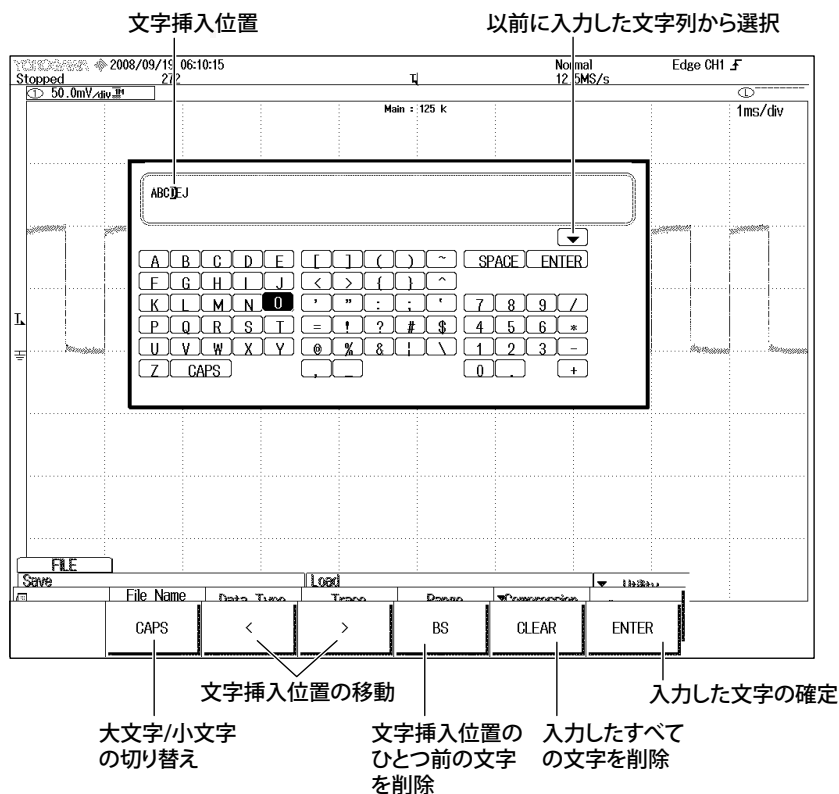 文字挿入位置
以前に入力した文字列から選択
YOKOGAWA 2008/09/19 06:10:15
Normal
Edge CH1
Stopped
272
12.5MS/s
① 50.0mV/div
Main : 125 k
1ms/div
ABCDEJ
A B C D E [ ] ( ) ~ SPACE ENTER
F G H I J < > { } ^
K L M N O ' " : ; ‘ 7 8 9 /
P Q R S T = ! ? # $ 4 5 6 *
U V W X Y @ % & ¦ \ 1 2 3 -
Z CAPS , _ 0 . +
FILE
Save
Load
Utility
File Name
Data Type
Trace
Range
Compression
CAPS
<
>
BS
CLEAR
ENTER
文字挿入位置の移動
入力した文字の確定
大文字/小文字
の切り替え
文字挿入位置の
ひとつ前の文字
を削除
入力したすべて
の文字を削除